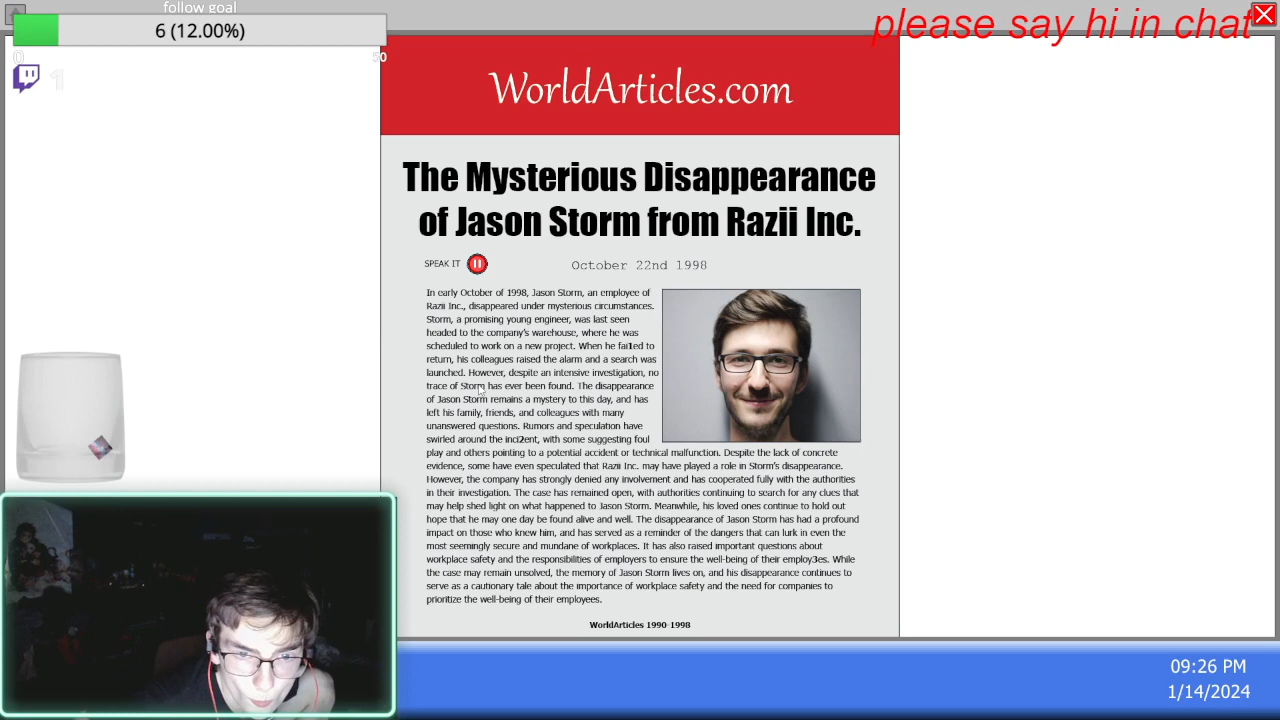 follow goal
6 (12.00%)
0
50
1
please say hi in chat
WorldArticles.com
The Mysterious Disappearance
of Jason Storm from Razii Inc.
SPEAK IT
October 22nd 1998
In early October of 1998, Jason Storm, an employee of
Razii Inc., disappeared under mysterious circumstances.
Storm, a promising young engineer, was last seen
headed to the company's warehouse, where he was
scheduled to work on a new project. When he fai1ed to
return, his colleagues raised the alarm and a search was
launched. However, despite an intensive investigation, no
trace of Storm has ever been found. The disappearance
of Jason Storm remains a mystery to this day, and has
left his family, friends, and colleagues with many
unanswered questions. Rumors and speculation have
swirled around the inci2ent, with some suggesting foul
play and others pointing to a potential accident or technical malfunction. Despite the lack of concrete
evidence, some have even speculated that Razii Inc. may have played a role in Storm's disappearance.
However, the company has strongly denied any involvement and has cooperated fully with the authorities
in their investigation. The case has remained open, with authorities continuing to search for any clues that
may help shed light on what happened to Jason Storm. Meanwhile, his loved ones continue to hold out
hope that he may one day be found alive and well. The disappearance of Jason Storm has had a profound
impact on those who knew him, and has served as a reminder of the dangers that can lurk in even the
most seemingly secure and mundane of workplaces. It has also raised important questions about
workplace safety and the responsibilities of employers to ensure the well-being of their employ3es. While
the case may remain unsolved, the memory of Jason Storm lives on, and his disappearance continues to
serve as a cautionary tale about the importance of workplace safety and the need for companies to
prioritize the well-being of their employees.
WorldArticles 1990-1998
09:26 PM
1/14/2024